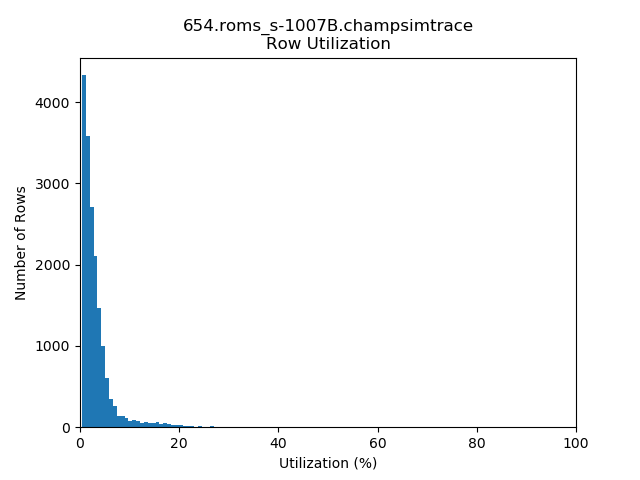 654.roms_s-1007B.champsimtrace
Row Utilization
4000
3000
2000
1000
0
Number of Rows
0 20 40 60 80 100
Utilization (%)